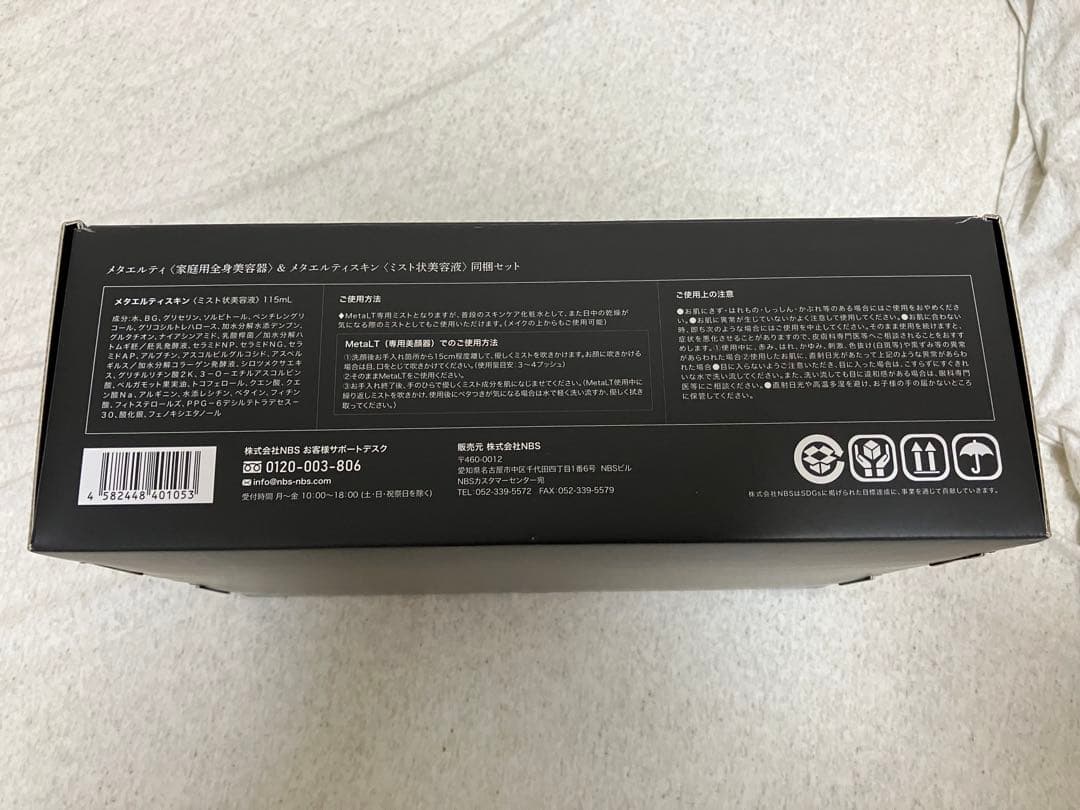 メタエルティ〈家庭用全身美容器〉& メタエルティスキン〈ミスト状美容液〉同梱セット
メタエルティスキン〈ミスト状美容液〉115mL
成分:水、BG、グリセリン、ソルビトール、ペンチレングリ
コール、グリコシルトレハロース、加水分解水添デンプン、
グルタチオン、ナイアシンアミド、乳酸桿菌/加水分解ハ
トムギ胚/豆乳発酵液、セラミドNP、セラミドNG、セラ
ミドAP、アルブチン、アスコルビルグルコシド、アスペル
ギルス/加水分解コラーゲン発酵液、シロツメクサエキ
ス、グリチルリチン酸2K、3-O-エチルアスコルビン
酸、ベルガモット果実油、トコフェロール、クエン酸、クエ
ン酸Na、アルギニン、水添レシチン、ベタイン、フィチン
酸、フィトステロールズ、PPG-6デシルテトラデセス-
30、酸化銀、フェノキシエタノール
ご使用方法
◆MetaLT専用ミストとなりますが、普段のスキンケア化粧水として、また日中の乾燥が
気になる際のミストとしてもご使用いただけます。(メイクの上からもご使用可能)
MetaLT(専用美顔器)でのご使用方法
①洗顔後お手入れ箇所から15cm程度離して、優しくミストを吹きかけます。お顔に吹きかける
場合は目、口をとじて吹きかけてください。(使用量目安:3〜4プッシュ)
②そのままMetaLTをご使用ください。
③お手入れ終了後、手のひらで優しくミスト成分を肌になじませてください。(MetaLT使用中に
繰り返しミストを吹きかけ、使用後にベタつきが気になる場合は水で軽く洗い流すか、優しく拭き
取ってください。)
ご使用上の注意
●お肌にきず・はれもの・しっしん・かぶれ等のある場合にはご使用をおやめくださ
い。●お肌に異常が生じていないかよく注意して使用してください。●お肌に合わない
時、即ち次のような場合にはご使用を中止してください。そのまま使用を続けますと、
症状を悪化させることがありますので、皮膚科専門医等へご相談されることをおすす
めします。①使用中に、赤み、はれ、かゆみ、刺激、色抜け(白斑等)や黒ずみ等の異常
があらわれた場合②使用したお肌に、直射日光があたって上記のような異常があらわ
れた場合●目に入らないようご注意いただき、目に入った場合は、こすらずにすぐきれ
いな水で洗い流してください。また、洗い流しても目に違和感がある場合は、眼科専門
医等にご相談ください。●直射日光や高温多湿を避け、お子様の手の届かないところ
に保管してください。
4 582448 401053
株式会社NBS お客様サポートデスク
0120-003-806
info@nbs-nbs.com
受付時間 月〜金 10:00〜18:00 (土・日・祝祭日を除く)
販売元 株式会社NBS
〒460-0012
愛知県名古屋市中区千代田四丁目1番6号 NBSビル
NBSカスタマーセンター宛
TEL:052-339-5572 FAX:052-339-5579
株式会社NBSはSDGsに掲げられた目標達成に、事業を通じて貢献していきます。